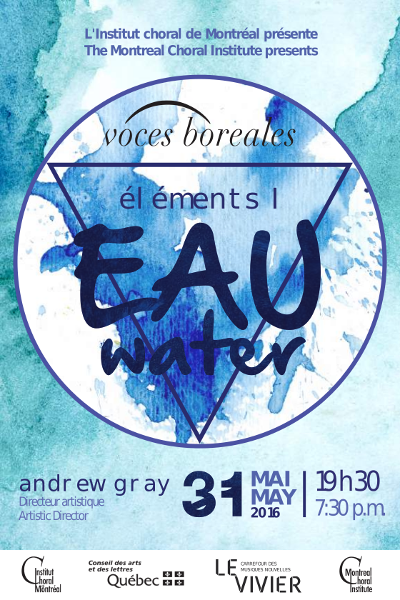 L'Institut choral de Montréal présente
The Montreal Choral Institute presents
voces boreales
éléments I
EAU
water
andrew gray
Directeur artistique
Artistic Director
31 MAI
MAY
2016
19h30
7:30 p.m.
Institut
Choral
Montréal
Conseil des arts
et des lettres
Québec
LE VIVIER
CARREFOUR DES
MUSIQUES NOUVELLES
Montreal
Choral
Institute